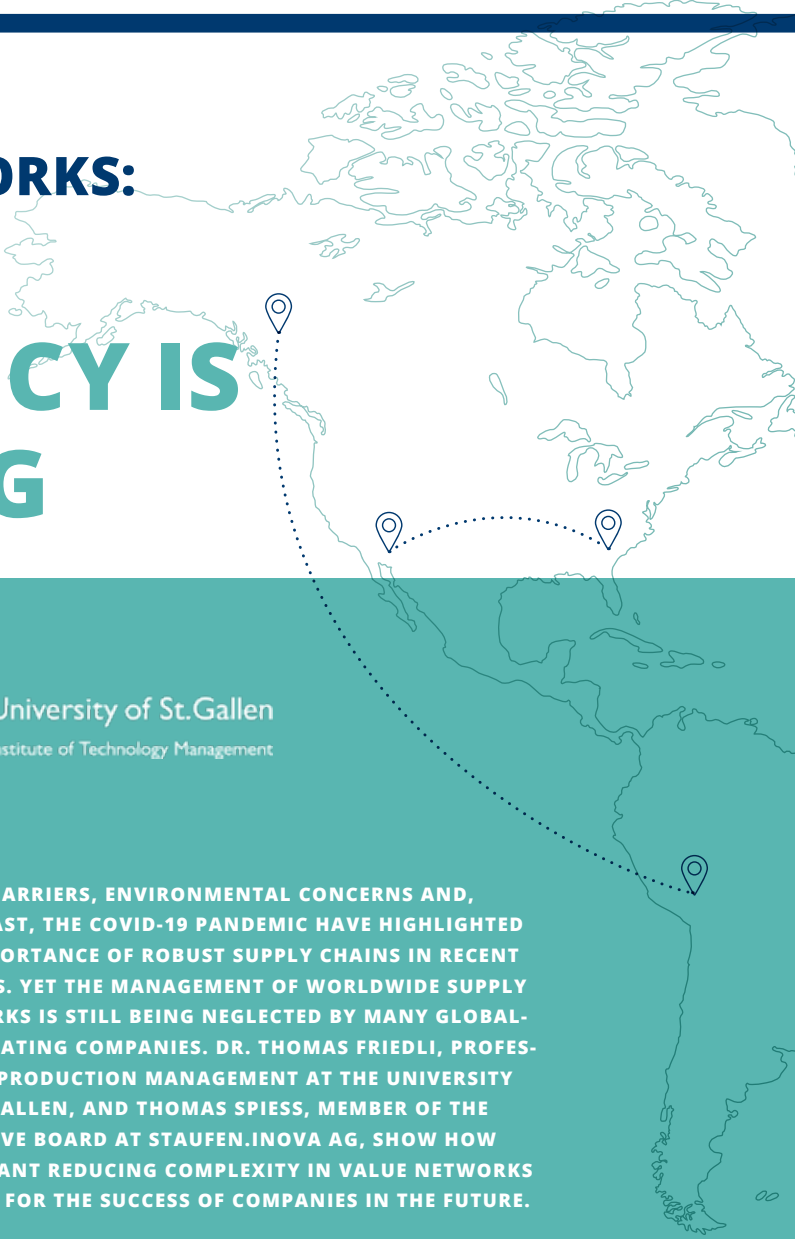 ORKS:
CY IS
G
University of St.Gallen
nstitute of Technology Management
ARRIERS, ENVIRONMENTAL CONCERNS AND,
AST, THE COVID-19 PANDEMIC HAVE HIGHLIGHTED
PORTANCE OF ROBUST SUPPLY CHAINS IN RECENT
S. YET THE MANAGEMENT OF WORLDWIDE SUPPLY
RKS IS STILL BEING NEGLECTED BY MANY GLOBAL-
ATING COMPANIES. DR. THOMAS FRIEDLI, PROFES-
PRODUCTION MANAGEMENT AT THE UNIVERSITY
ALLEN, AND THOMAS SPIESS, MEMBER OF THE
VE BOARD AT STAUFEN.INOVA AG, SHOW HOW
ANT REDUCING COMPLEXITY IN VALUE NETWORKS
FOR THE SUCCESS OF COMPANIES IN THE FUTURE.